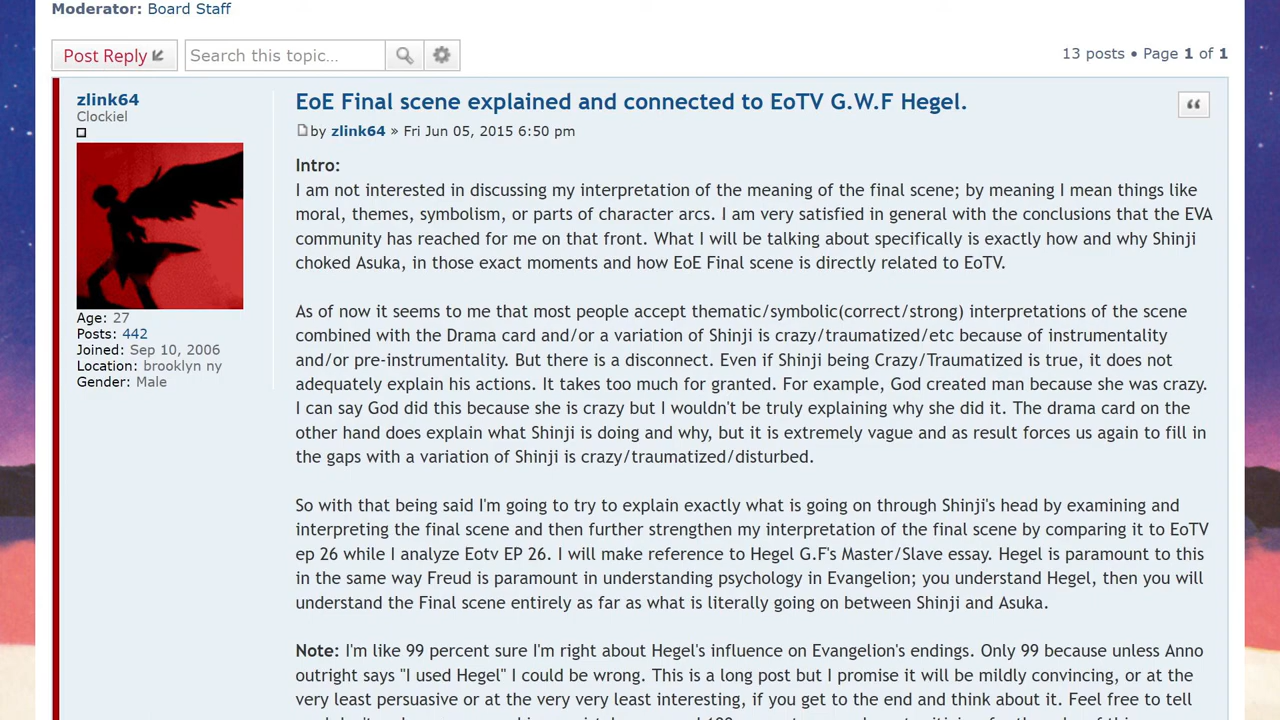 Moderator: Board Staff
Post Reply
Search this topic…
13 posts • Page 1 of 1
zlink64
Clockiel
Age: 27
Posts: 442
Joined: Sep 10, 2006
Location: brooklyn ny
Gender: Male
EoE Final scene explained and connected to EoTV G.W.F Hegel.
by zlink64 » Fri Jun 05, 2015 6:50 pm
Intro:
I am not interested in discussing my interpretation of the meaning of the final scene; by meaning I mean things like
moral, themes, symbolism, or parts of character arcs. I am very satisfied in general with the conclusions that the EVA
community has reached for me on that front. What I will be talking about specifically is exactly how and why Shinji
choked Asuka, in those exact moments and how EoE Final scene is directly related to EoTV.
As of now it seems to me that most people accept thematic/symbolic(correct/strong) interpretations of the scene
combined with the Drama card and/or a variation of Shinji is crazy/traumatized/etc because of instrumentality
and/or pre-instrumentality. But there is a disconnect. Even if Shinji being Crazy/Traumatized is true, it does not
adequately explain his actions. It takes too much for granted. For example, God created man because she was crazy.
I can say God did this because she is crazy but I wouldn't be truly explaining why she did it. The drama card on the
other hand does explain what Shinji is doing and why, but it is extremely vague and as result forces us again to fill in
the gaps with a variation of Shinji is crazy/traumatized/disturbed.
So with that being said I'm going to try to explain exactly what is going on through Shinji's head by examining and
interpreting the final scene and then further strengthen my interpretation of the final scene by comparing it to EoTV
ep 26 while I analyze Eotv EP 26. I will make reference to Hegel G.F's Master/Slave essay. Hegel is paramount to this
in the same way Freud is paramount in understanding psychology in Evangelion; you understand Hegel, then you will
understand the Final scene entirely as far as what is literally going on between Shinji and Asuka.
Note: I'm like 99 percent sure I'm right about Hegel's influence on Evangelion's endings. Only 99 because unless Anno
outright says "I used Hegel" I could be wrong. This is a long post but I promise it will be mildly convincing, or at the
very least persuasive or at the very very least interesting, if you get to the end and think about it. Feel free to tell